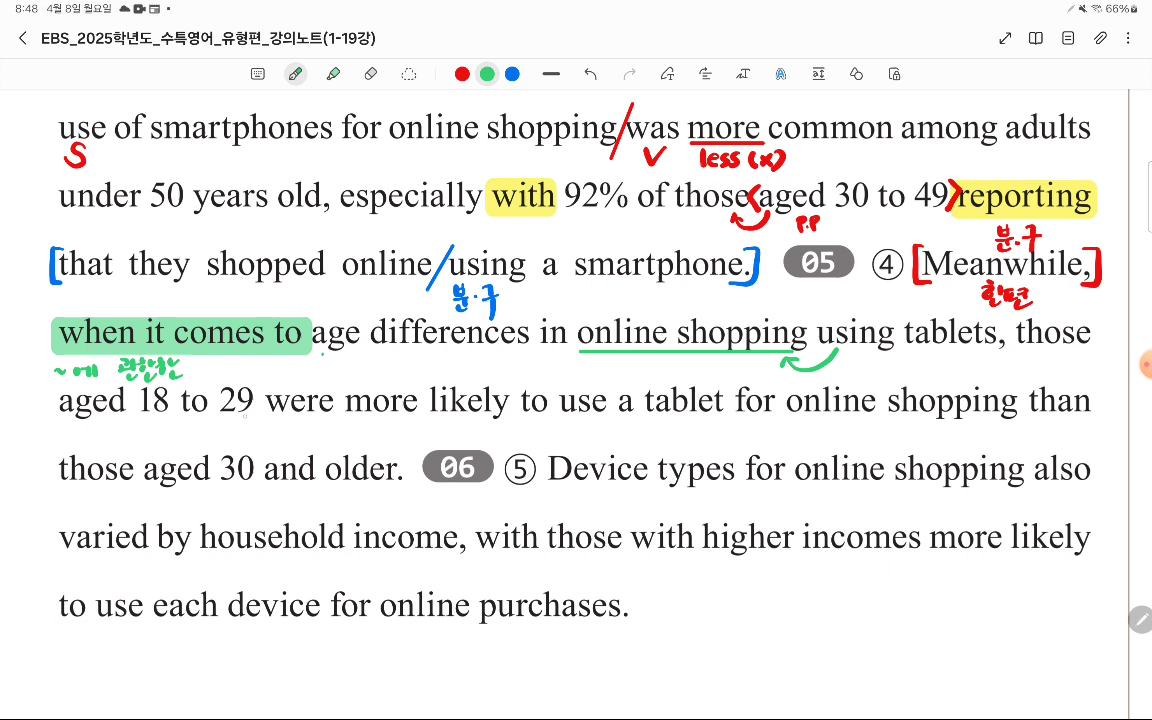 8:48 4월 8일 월요일 66%
EBS_2025학년도_수특영어_유형편_강의노트(1-19강)
use of smartphones for online shopping/was more common among adults
S V less (x)
under 50 years old, especially with 92% of those<aged 30 to 49>reporting
P.P 분.구
[that they shopped online/using a smartphone.] 05 ④ [Meanwhile,]
분.구 한편
when it comes to age differences in online shopping using tablets, those
~에 관한한
aged 18 to 29 were more likely to use a tablet for online shopping than
those aged 30 and older. 06 ⑤ Device types for online shopping also
varied by household income, with those with higher incomes more likely
to use each device for online purchases.